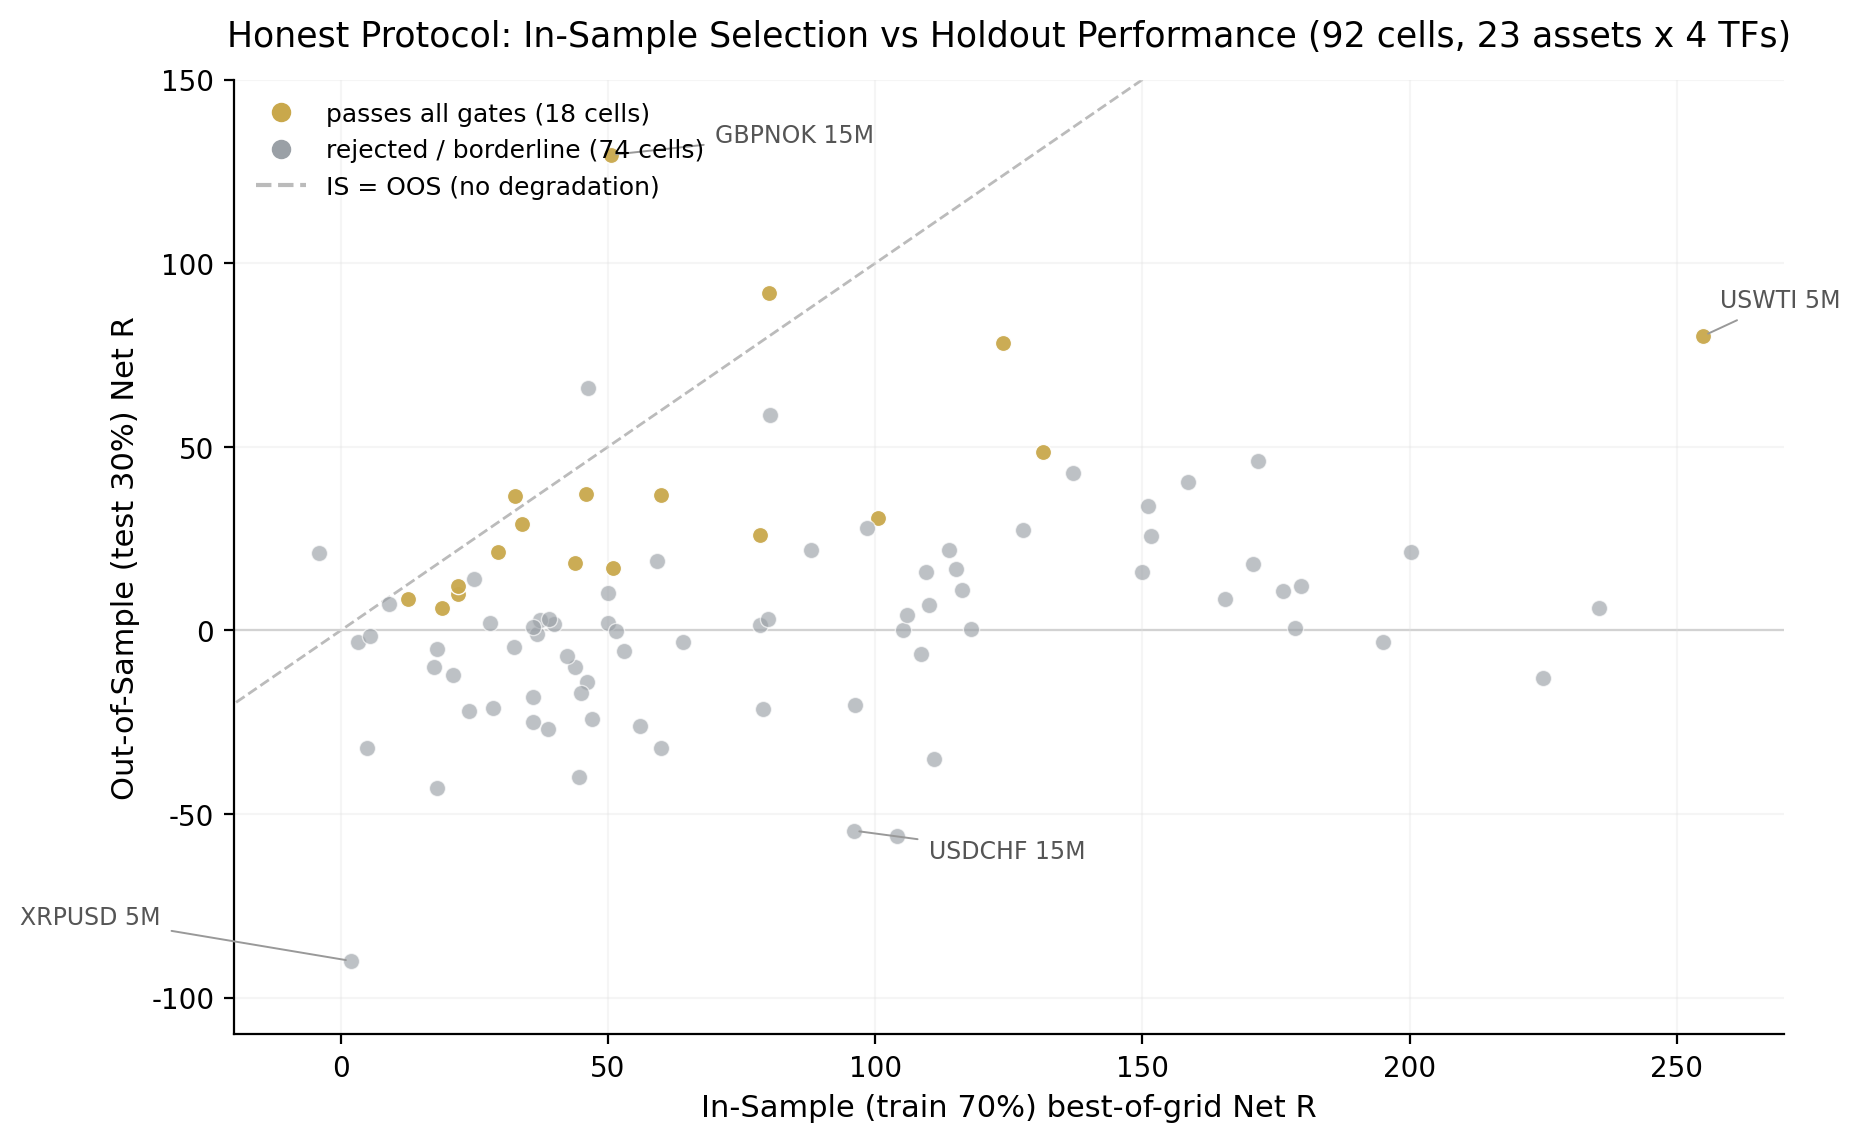 Honest Protocol: In-Sample Selection vs Holdout Performance (92 cells, 23 assets x 4 TFs)
150
100
50
0
-50
-100
Out-of-Sample (test 30%) Net R
passes all gates (18 cells)
rejected / borderline (74 cells)
IS = OOS (no degradation)
GBPNOK 15M
USWTI 5M
USDCHF 15M
XRPUSD 5M
0
50
100
150
200
250
In-Sample (train 70%) best-of-grid Net R